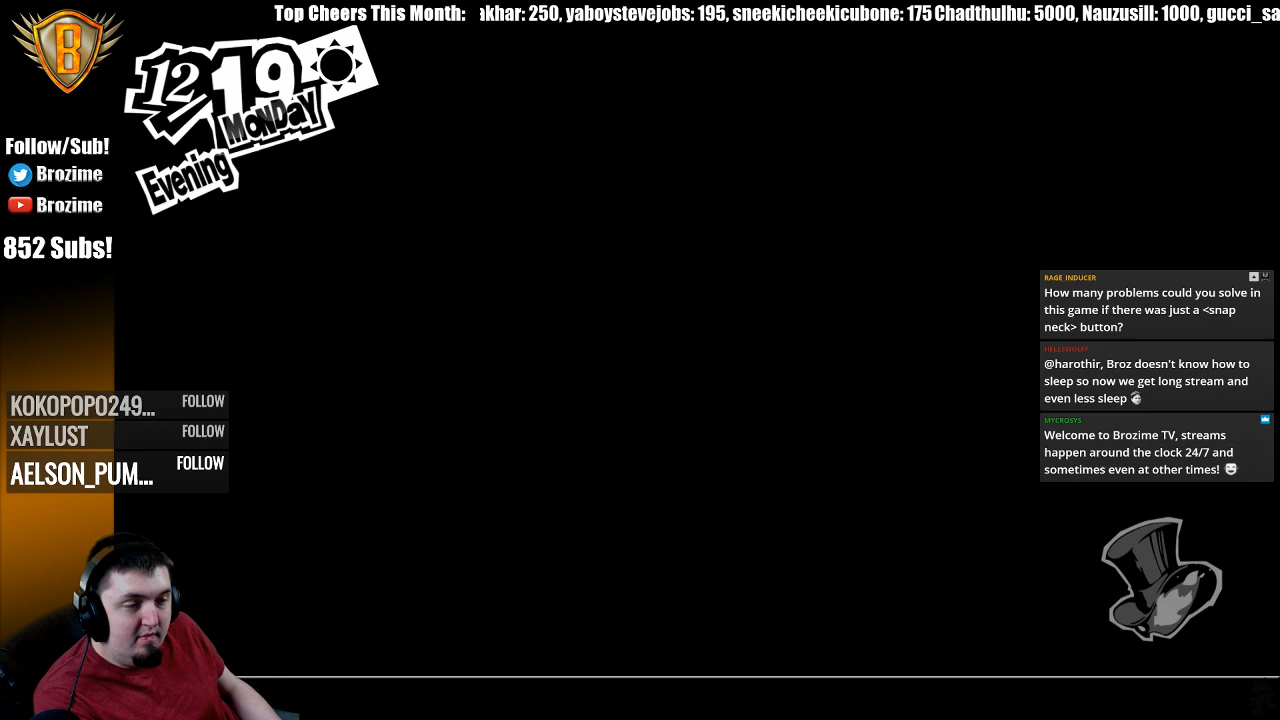 Top Cheers This Month: akhar: 250, yaboystevejobs: 195, sneekicheekicubone: 175 Chadthulhu: 5000, Nauzusill: 1000, gucci_sa
B
12 19
MONDAY
Evening
Follow/Sub!
Brozime
Brozime
852 Subs!
RAGE_INDUCER
How many problems could you solve in
this game if there was just a <snap
neck> button?
HELLSWOLFF
@harothir, Broz doesn't know how to
sleep so now we get long stream and
even less sleep
MYCROSYS
Welcome to Brozime TV, streams
happen around the clock 24/7 and
sometimes even at other times!
KOKOPOPO249... FOLLOW
XAYLUST FOLLOW
AELSON_PUM... FOLLOW